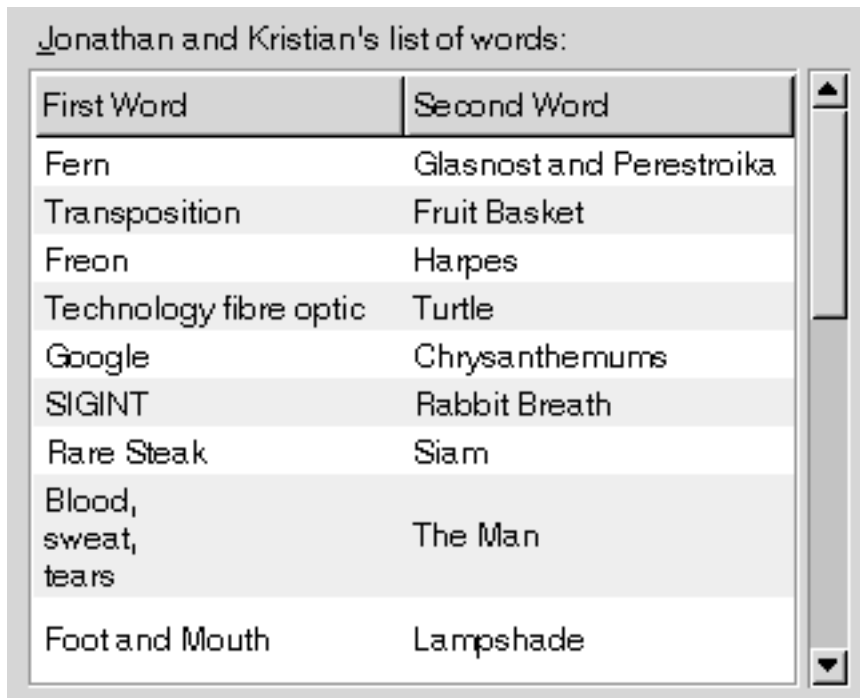 Jonathan and Kristian's list of words:
First Word Second Word
Fern Glasnost and Perestroika
Transposition Fruit Basket
Freon Harpes
Technology fibre optic Turtle
Google Chrysanthemums
SIGINT Rabbit Breath
Rare Steak Siam
Blood,
sweat, The Man
tears
Foot and Mouth Lampshade